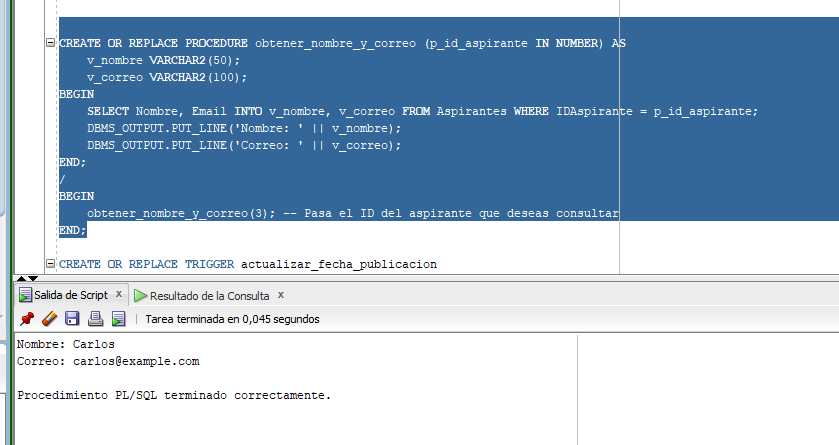 CREATE OR REPLACE PROCEDURE obtener_nombre_y_correo (p_id_aspirante IN NUMBER) AS
    v_nombre VARCHAR2(50);
    v_correo VARCHAR2(100);
BEGIN
    SELECT Nombre, Email INTO v_nombre, v_correo FROM Aspirantes WHERE IDAspirante = p_id_aspirante;
    DBMS_OUTPUT.PUT_LINE('Nombre: ' || v_nombre);
    DBMS_OUTPUT.PUT_LINE('Correo: ' || v_correo);
END;
/
BEGIN
    obtener_nombre_y_correo(3); -- Pasa el ID del aspirante que deseas consultar
END;
CREATE OR REPLACE TRIGGER actualizar_fecha_publicacion
Salida de Script x Resultado de la Consulta x
Tarea terminada en 0,045 segundos
Nombre: Carlos
Correo: carlos@example.com
Procedimiento PL/SQL terminado correctamente.